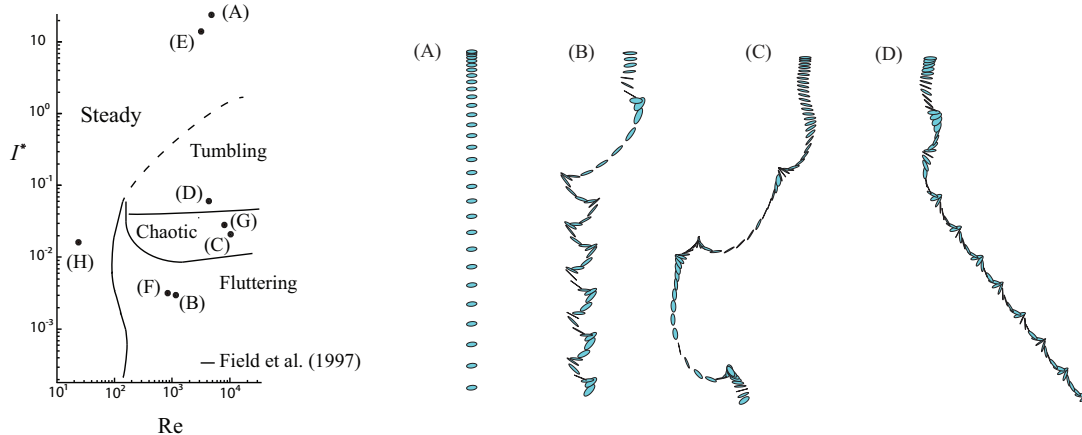 (A)
(E)
10
Steady
10⁰
I*
Tumbling
10⁻¹
(D)
(G)
Chaotic
(C)
10⁻²
(H)
Fluttering
(F)
(B)
10⁻³
Field et al. (1997)
10¹ 10² 10³ 10⁴
Re
(A) (B) (C) (D)